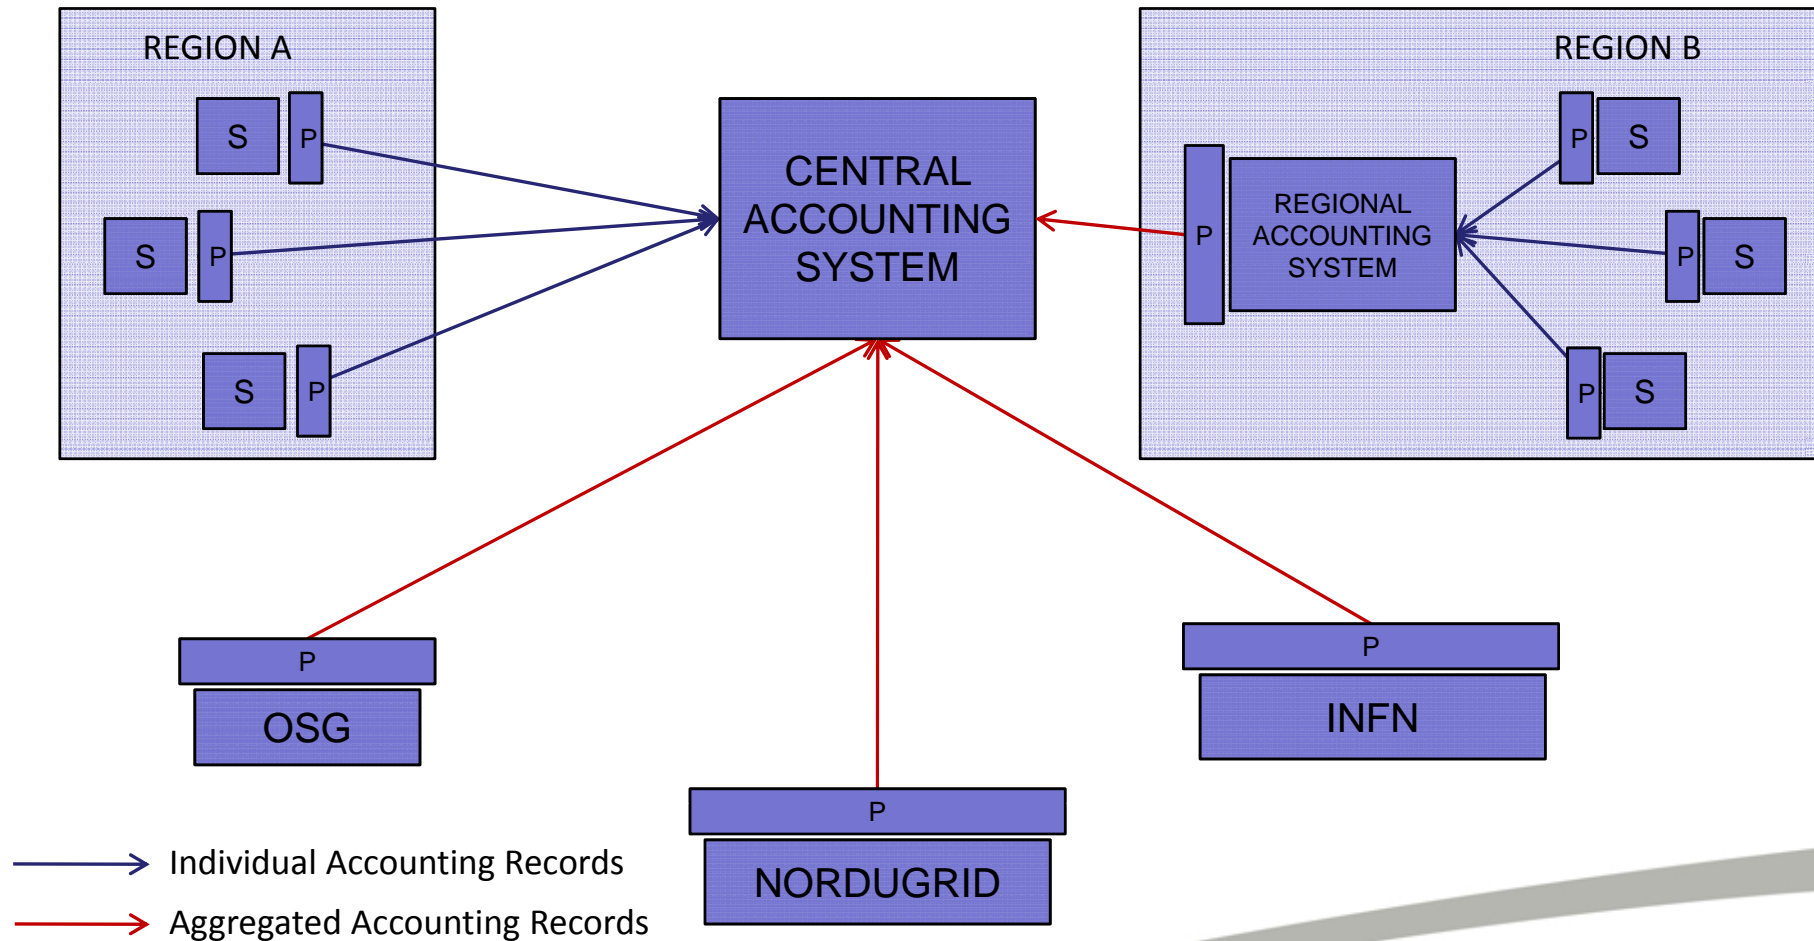 REGION A
S
P
S
P
S
P
CENTRAL
ACCOUNTING
SYSTEM
REGION B
P
REGIONAL
ACCOUNTING
SYSTEM
P
S
P
S
P
S
P
OSG
P
NORDUGRID
P
INFN
Individual Accounting Records
Aggregated Accounting Records